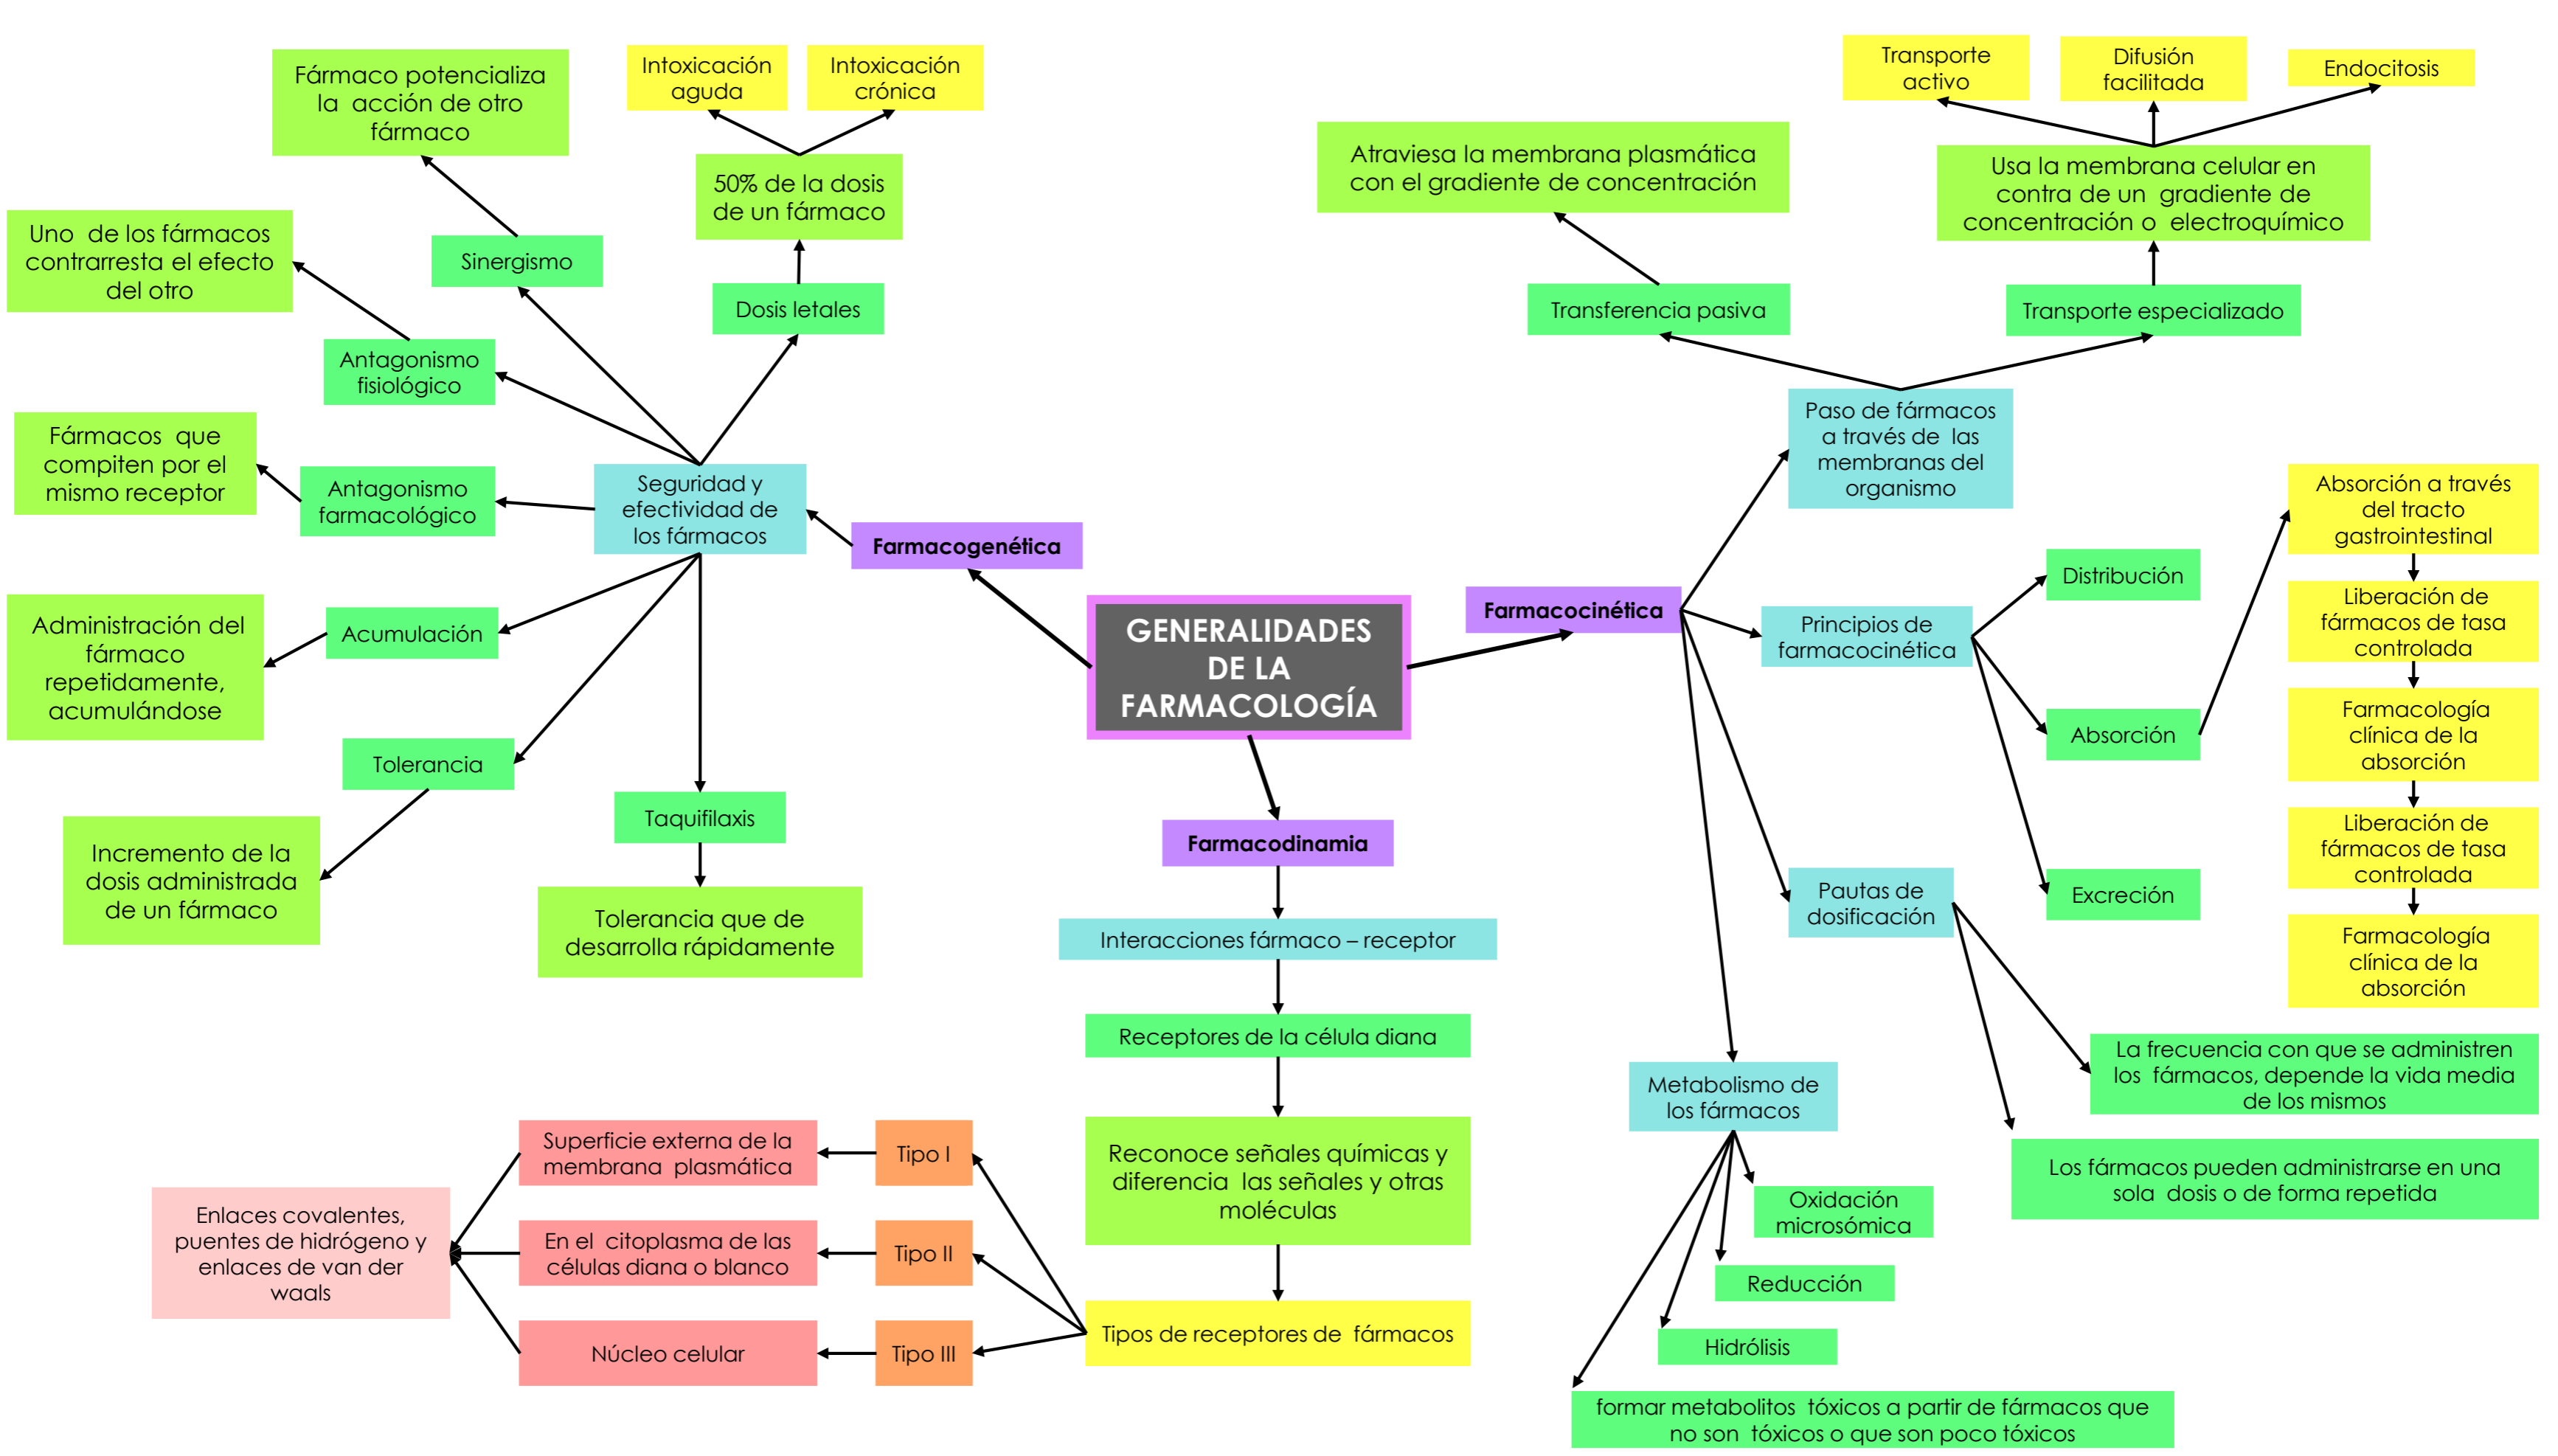 GENERALIDADES
DE LA
FARMACOLOGÍA
Farmacogenética
Seguridad y
efectividad de
los fármacos
Dosis letales
50% de la dosis
de un fármaco
Intoxicación
aguda
Intoxicación
crónica
Sinergismo
Fármaco potencializa
la acción de otro
fármaco
Antagonismo
fisiológico
Uno de los fármacos
contrarresta el efecto
del otro
Antagonismo
farmacológico
Fármacos que
compiten por el
mismo receptor
Acumulación
Administración del
fármaco
repetidamente,
acumulándose
Tolerancia
Incremento de la
dosis administrada
de un fármaco
Taquifilaxis
Tolerancia que de
desarrolla rápidamente
Farmacodinamia
Interacciones fármaco – receptor
Receptores de la célula diana
Reconoce señales químicas y
diferencia las señales y otras
moléculas
Tipos de receptores de fármacos
Tipo I
Superficie externa de la
membrana plasmática
Tipo II
En el citoplasma de las
células diana o blanco
Tipo III
Núcleo celular
Enlaces covalentes,
puentes de hidrógeno y
enlaces de van der
waals
Farmacocinética
Paso de fármacos
a través de las
membranas del
organismo
Transferencia pasiva
Atraviesa la membrana plasmática
con el gradiente de concentración
Transporte especializado
Usa la membrana celular en
contra de un gradiente de
concentración o electroquímico
Transporte
activo
Difusión
facilitada
Endocitosis
Principios de
farmacocinética
Distribución
Absorción
Excreción
Absorción a través
del tracto
gastrointestinal
Liberación de
fármacos de tasa
controlada
Farmacología
clínica de la
absorción
Liberación de
fármacos de tasa
controlada
Farmacología
clínica de la
absorción
Pautas de
dosificación
La frecuencia con que se administren
los fármacos, depende la vida media
de los mismos
Los fármacos pueden administrarse en una
sola dosis o de forma repetida
Metabolismo de
los fármacos
Oxidación
microsómica
Reducción
Hidrólisis
formar metabolitos tóxicos a partir de fármacos que
no son tóxicos o que son poco tóxicos